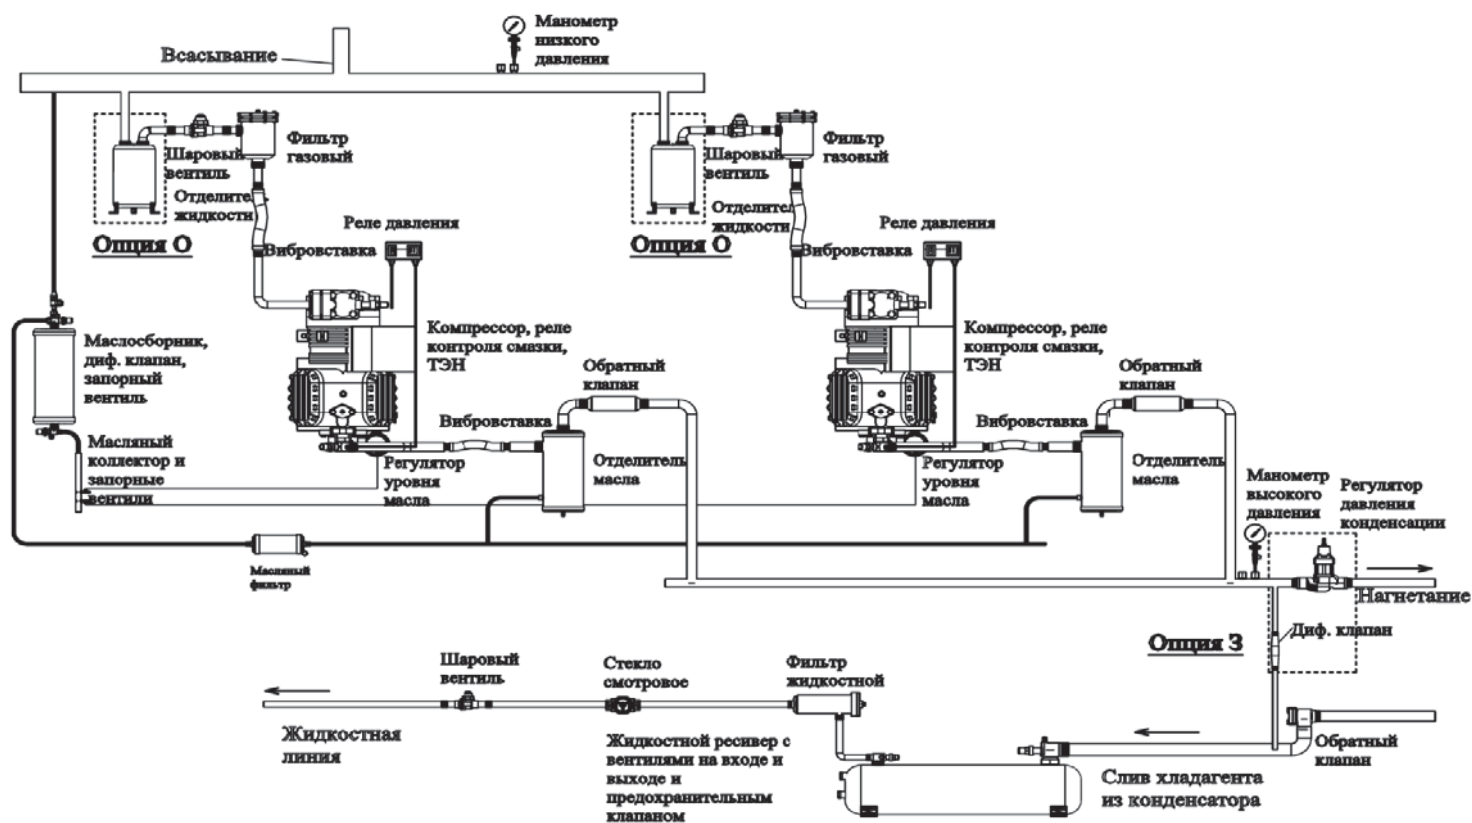 Манометр
низкого
давления
Всасывание
Фильтр
газовый
Шаровый
вентиль
Отделитель
жидкости
Опция О
Реле давления
Вибровставка
Фильтр
газовый
Шаровый
вентиль
Отделитель
жидкости
Опция О
Реле давления
Вибровставка
Маслосборник,
диф. клапан,
запорный
вентиль
Компрессор, реле
контроля смазки,
ТЭН
Обратный
клапан
Компрессор, реле
контроля смазки,
ТЭН
Обратный
клапан
Масляный
коллектор и
запорные
вентили
Вибровставка
Регулятор
уровня
масла
Отделитель
масла
Вибровставка
Регулятор
уровня
масла
Отделитель
масла
Манометр
высокого
давления
Регулятор
давления
конденсации
Масляный
фильтр
Нагнетание
Диф. клапан
Опция З
Шаровый
вентиль
Стекло
смотровое
Фильтр
жидкостной
Жидкостная
линия
Жидкостной ресивер с
вентилями на входе и
выходе и
предохранительным
клапаном
Слив хладагента
из конденсатора
Обратный
клапан